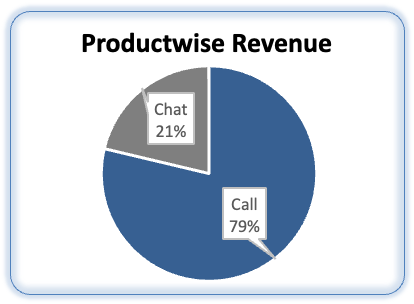 Productwise Revenue
Chat
21%
Call
79%